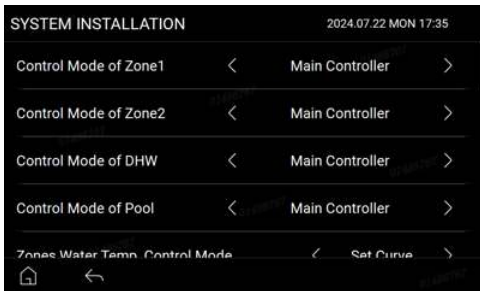 SYSTEM INSTALLATION 2024.07.22 MON 17:35
Control Mode of Zone1 < Main Controller >
Control Mode of Zone2 < Main Controller >
Control Mode of DHW < Main Controller >
Control Mode of Pool < Main Controller >
Zones Water Temp. Control Mode < Set Curve >